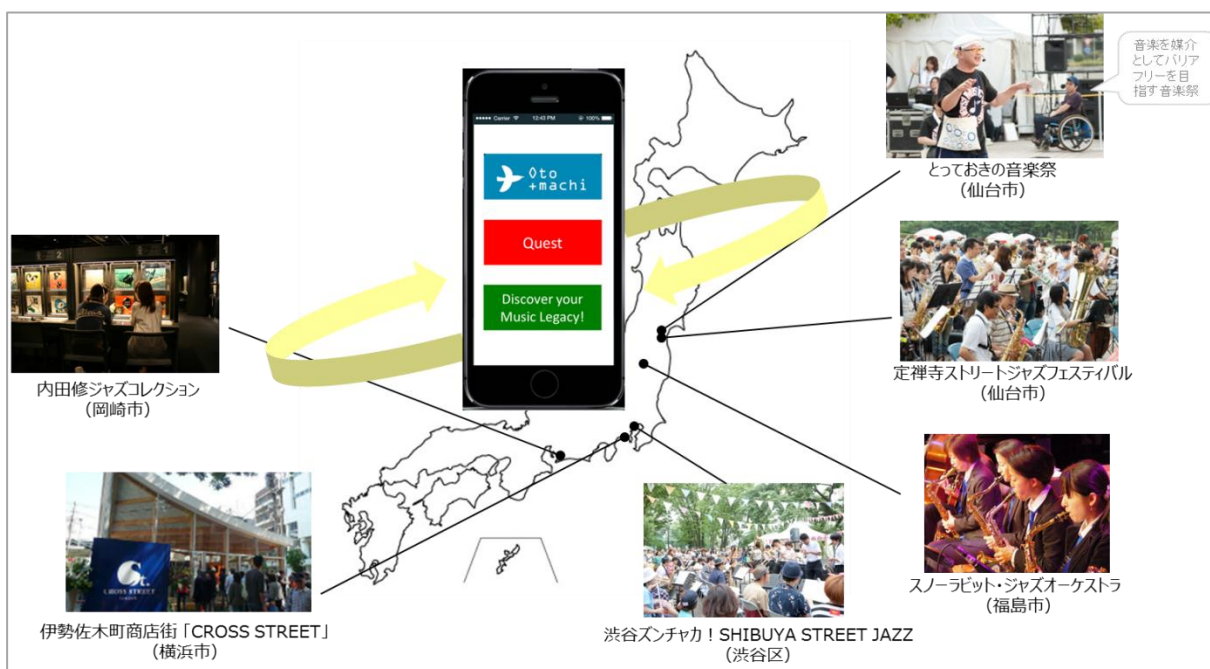 音楽を媒介
としてバリア
フリーを目
指す音楽祭
とっておきの音楽祭
(仙台市)
Carrier 12:43 PM 100%
Oto
+machi
Quest
Discover your
Music Legacy!
内田修ジャズコレクション
(岡崎市)
定禅寺ストリートジャズフェスティバル
(仙台市)
CROSS STREET
伊勢佐木町商店街「CROSS STREET」
(横浜市)
渋谷ズンチャカ！SHIBUYA STREET JAZZ
(渋谷区)
スノーラビット・ジャズオーケストラ
(福島市)